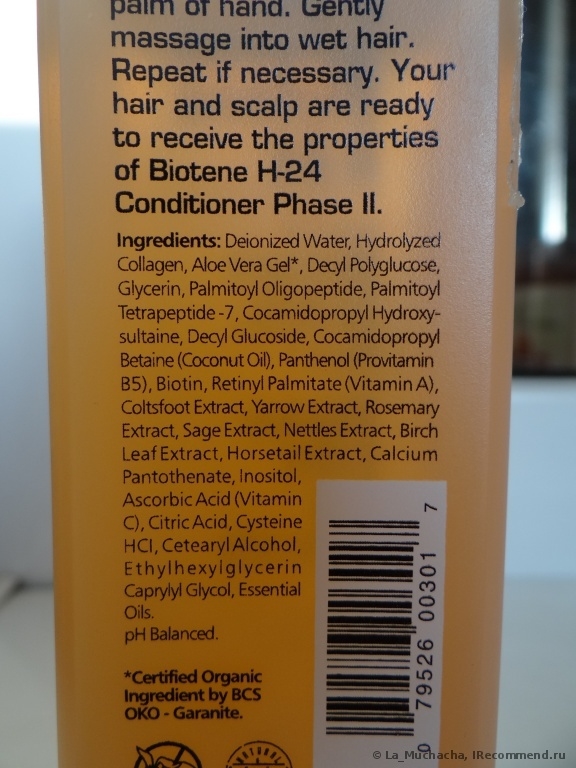 palm of hand. Gently
massage into wet hair.
Repeat if necessary. Your
hair and scalp are ready
to receive the properties
of Biotene H-24
Conditioner Phase II.
Ingredients: Deionized Water, Hydrolyzed
Collagen, Aloe Vera Gel*, Decyl Polyglucose,
Glycerin, Palmitoyl Oligopeptide, Palmitoyl
Tetrapeptide -7, Cocamidopropyl Hydroxy-
sultaine, Decyl Glucoside, Cocamidopropyl
Betaine (Coconut Oil), Panthenol (Provitamin
B5), Biotin, Retinyl Palmitate (Vitamin A),
Coltsfoot Extract, Yarrow Extract, Rosemary
Extract, Sage Extract, Nettles Extract, Birch
Leaf Extract, Horsetail Extract, Calcium
Pantothenate, Inositol,
Ascorbic Acid (Vitamin
C), Citric Acid, Cysteine
HCI, Cetearyl Alcohol,
Ethylhexylglycerin
Caprylyl Glycol, Essential
Oils.
pH Balanced.
*Certified Organic
Ingredient by BCS
OKO - Garanite.
0 79526 00301 7
NATURAL
© La_Muchacha, IRecommend.ru